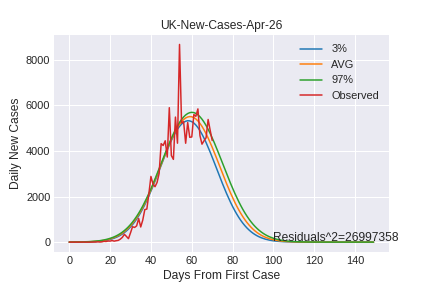 UK-New-Cases-Apr-26
8000
6000
4000
2000
0
Daily New Cases
3%
AVG
97%
Observed
Residuals^2=26997358
0 20 40 60 80 100 120 140
Days From First Case